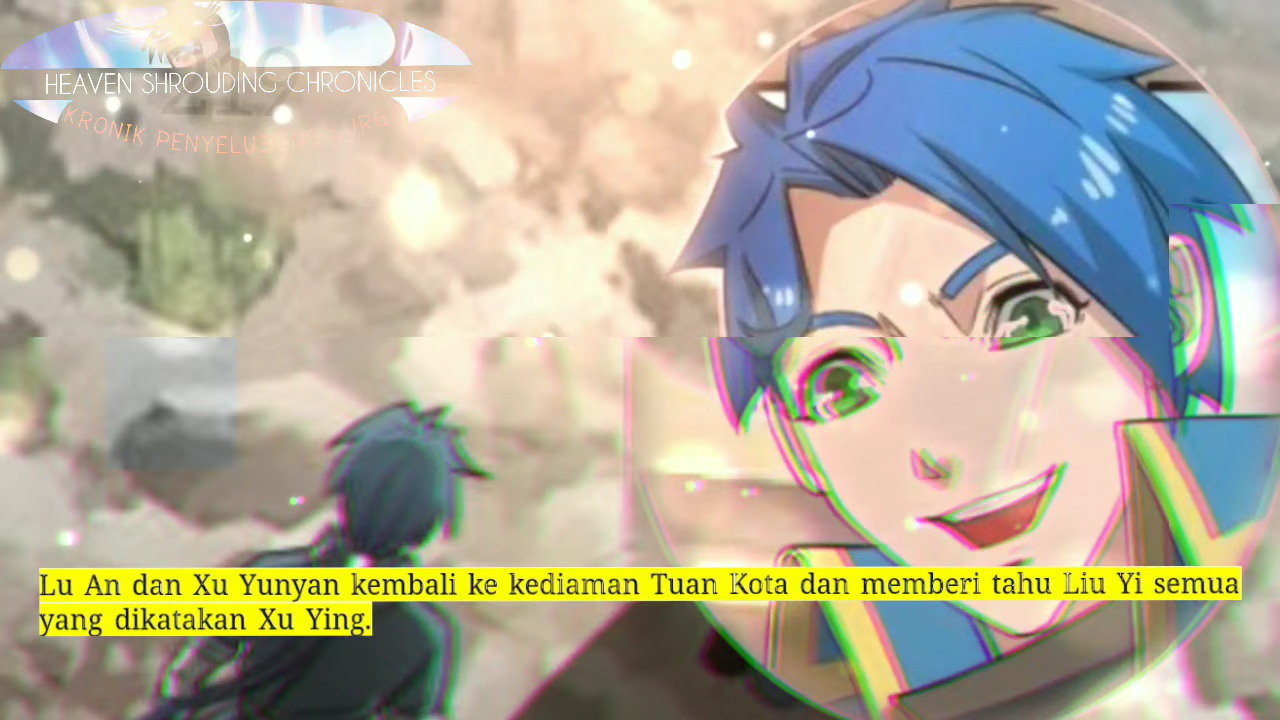 HEAVEN SHROUDING CHRONICLES
KRONIK
Lu An dan Xu Yunyan kembali ke kediaman Tuan Kota dan memberi tahu Liu Yi semua
yang dikatakan Xu Ying.